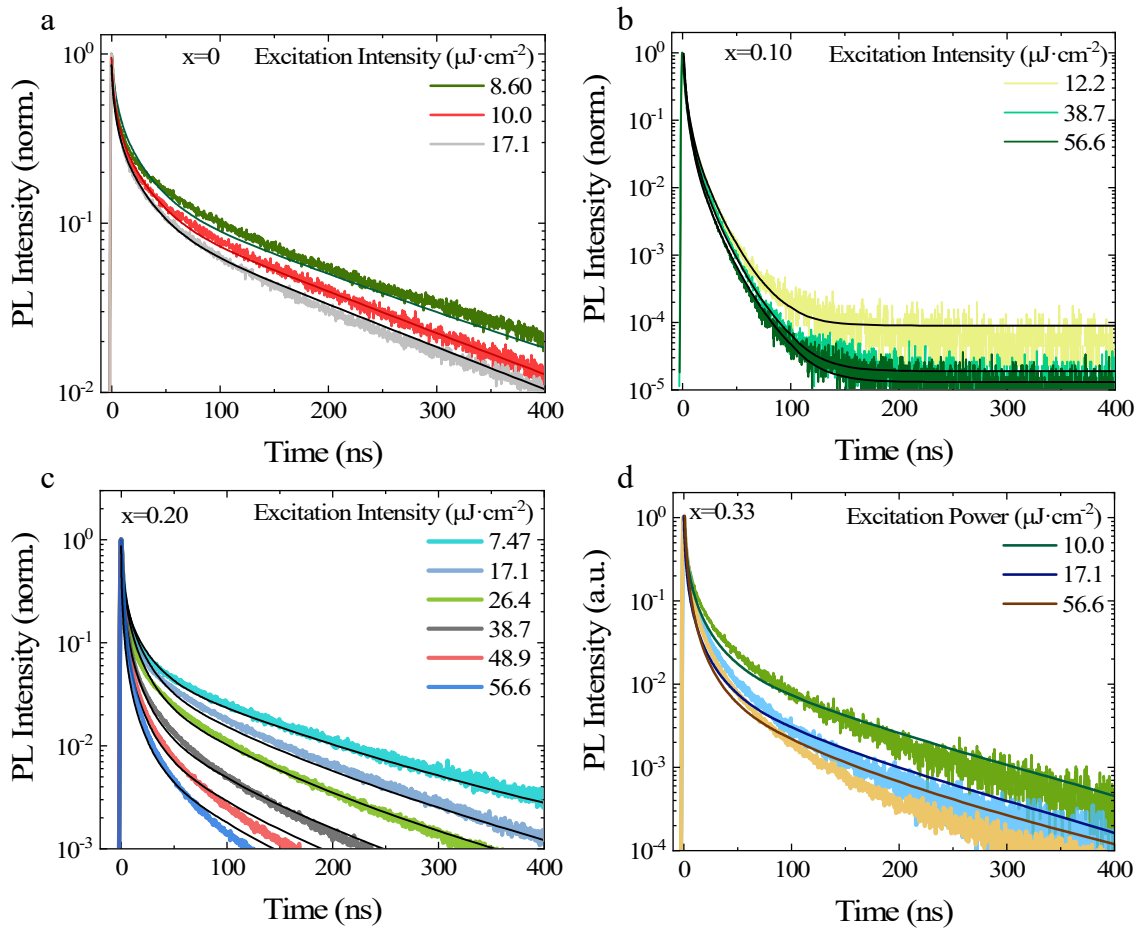 a
x=0 Excitation Intensity (μJ·cm⁻²)
8.60
10.0
17.1
10⁰
10⁻¹
10⁻²
PL Intensity (norm.)
0 100 200 300 400
Time (ns)
b
x=0.10 Excitation Intensity (μJ·cm⁻²)
12.2
38.7
56.6
10⁰
10⁻¹
10⁻²
10⁻³
10⁻⁴
10⁻⁵
PL Intensity (norm.)
0 100 200 300 400
Time (ns)
c
x=0.20 Excitation Intensity (μJ·cm⁻²)
7.47
17.1
26.4
38.7
48.9
56.6
10⁰
10⁻¹
10⁻²
10⁻³
PL Intensity (norm.)
0 100 200 300 400
Time (ns)
d
x=0.33 Excitation Power (μJ·cm⁻²)
10.0
17.1
56.6
10⁰
10⁻¹
10⁻²
10⁻³
10⁻⁴
PL Intensity (a.u.)
0 100 200 300 400
Time (ns)